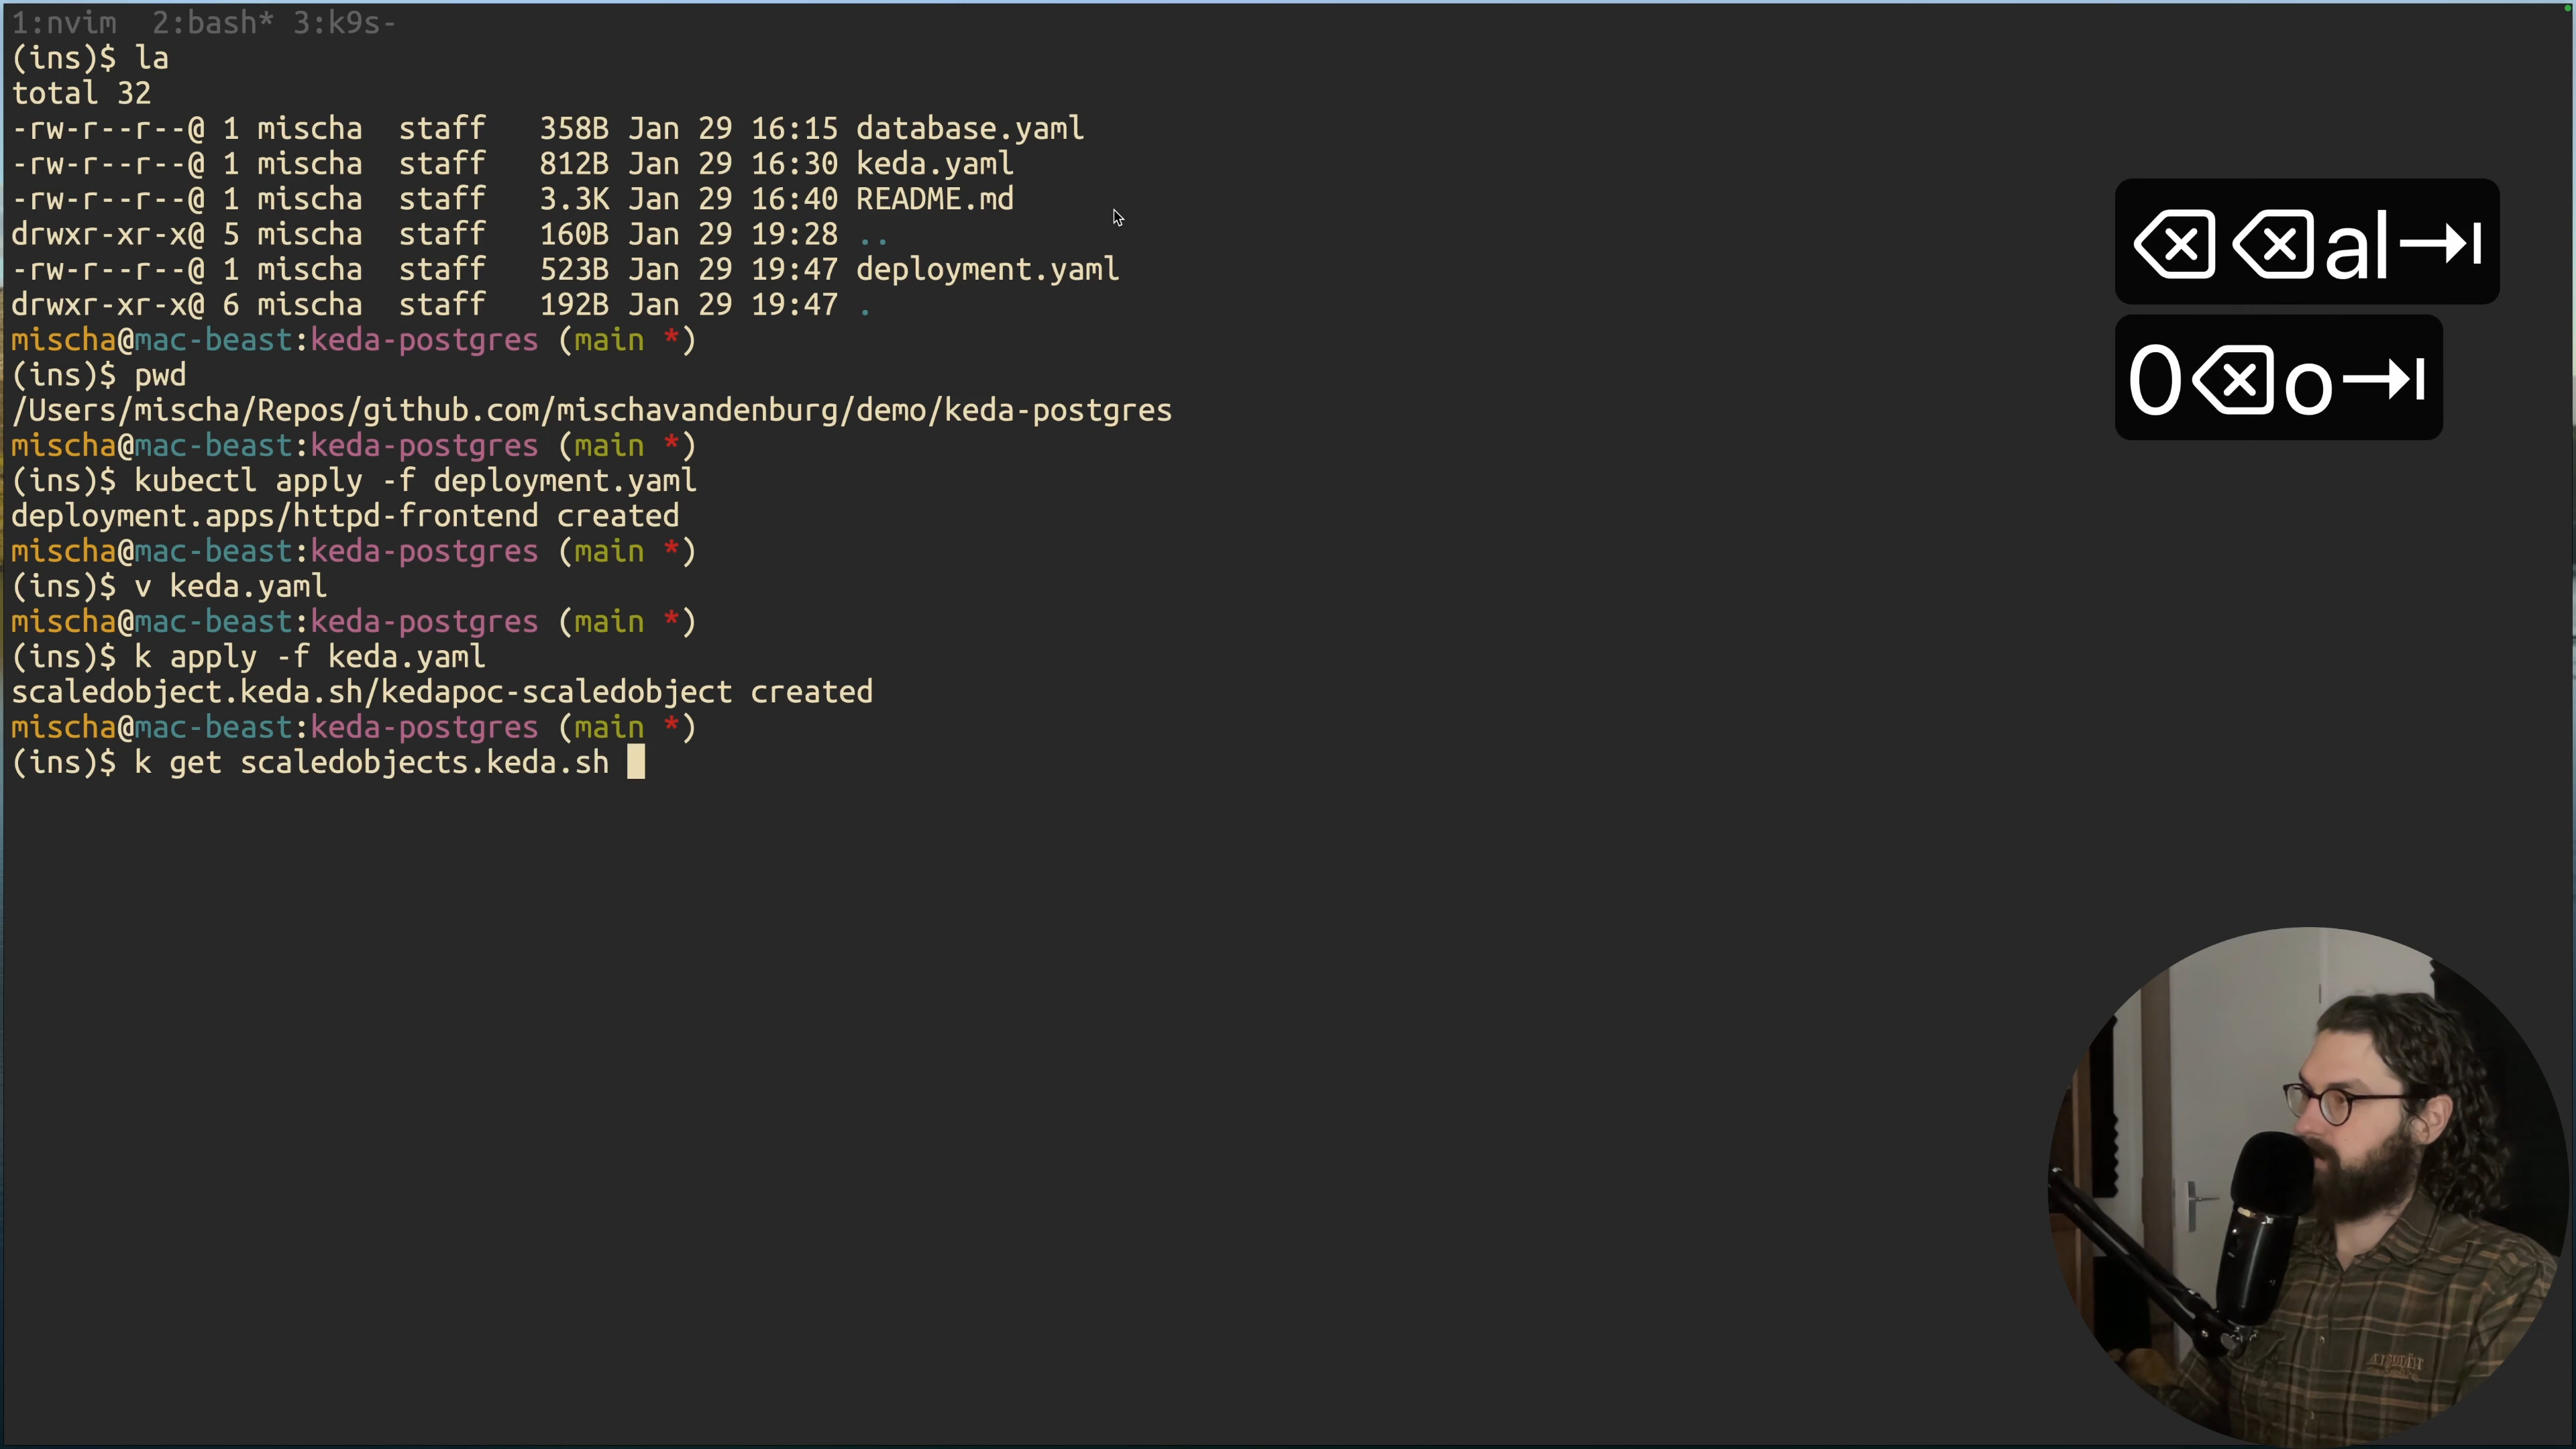 1:nvim  2:bash* 3:k9s-
(ins)$ la
total 32
-rw-r--r--@ 1 mischa  staff   358B Jan 29 16:15 database.yaml
-rw-r--r--@ 1 mischa  staff   812B Jan 29 16:30 keda.yaml
-rw-r--r--@ 1 mischa  staff   3.3K Jan 29 16:40 README.md
drwxr-xr-x@ 5 mischa  staff   160B Jan 29 19:28 ..
-rw-r--r--@ 1 mischa  staff   523B Jan 29 19:47 deployment.yaml
drwxr-xr-x@ 6 mischa  staff   192B Jan 29 19:47 .
mischa@mac-beast:keda-postgres (main *)
(ins)$ pwd
/Users/mischa/Repos/github.com/mischavandenburg/demo/keda-postgres
mischa@mac-beast:keda-postgres (main *)
(ins)$ kubectl apply -f deployment.yaml
deployment.apps/httpd-frontend created
mischa@mac-beast:keda-postgres (main *)
(ins)$ v keda.yaml
mischa@mac-beast:keda-postgres (main *)
(ins)$ k apply -f keda.yaml
scaledobject.keda.sh/kedapoc-scaledobject created
mischa@mac-beast:keda-postgres (main *)
(ins)$ k get scaledobjects.keda.sh
⌫⌫al⇥
0⌫o⇥